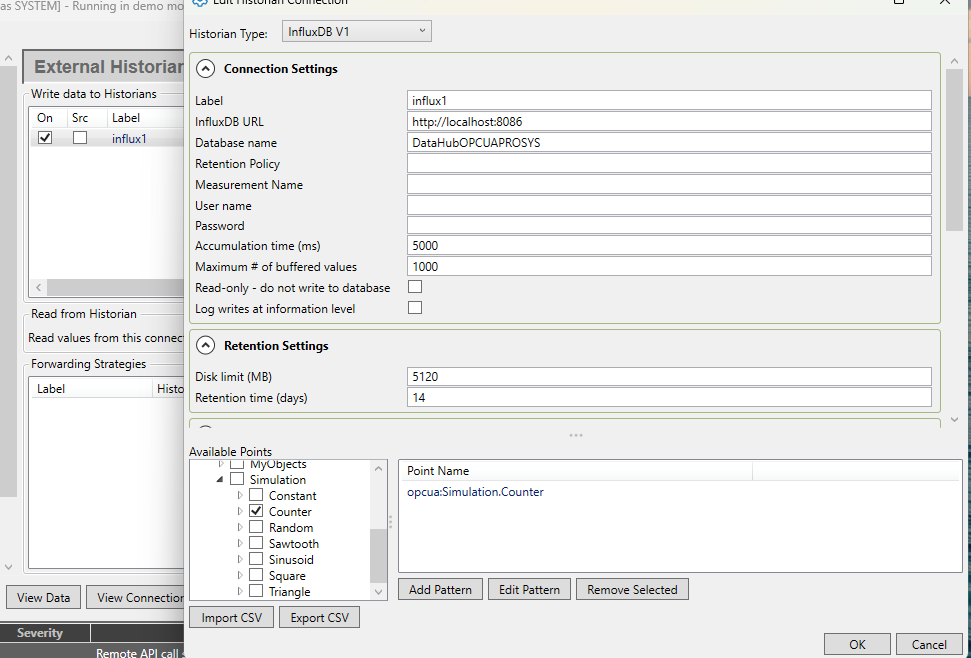 as SYSTEM] - Running in demo mo
Edit Historian Connection
Historian Type: InfluxDB V1
External Historian
Write data to Historians
On Src Label
influx1
Read from Historian
Read values from this connec
Forwarding Strategies
Label Histo
View Data View Connection
Severity
Remote API call s
Connection Settings
Label influx1
InfluxDB URL http://localhost:8086
Database name DataHubOPCUAPROSYS
Retention Policy
Measurement Name
User name
Password
Accumulation time (ms) 5000
Maximum # of buffered values 1000
Read-only - do not write to database
Log writes at information level
Retention Settings
Disk limit (MB) 5120
Retention time (days) 14
Available Points
MyObjects
Simulation
Constant
Counter
Random
Sawtooth
Sinusoid
Square
Triangle
Point Name
opcua:Simulation.Counter
Add Pattern Edit Pattern Remove Selected
Import CSV Export CSV
OK Cancel